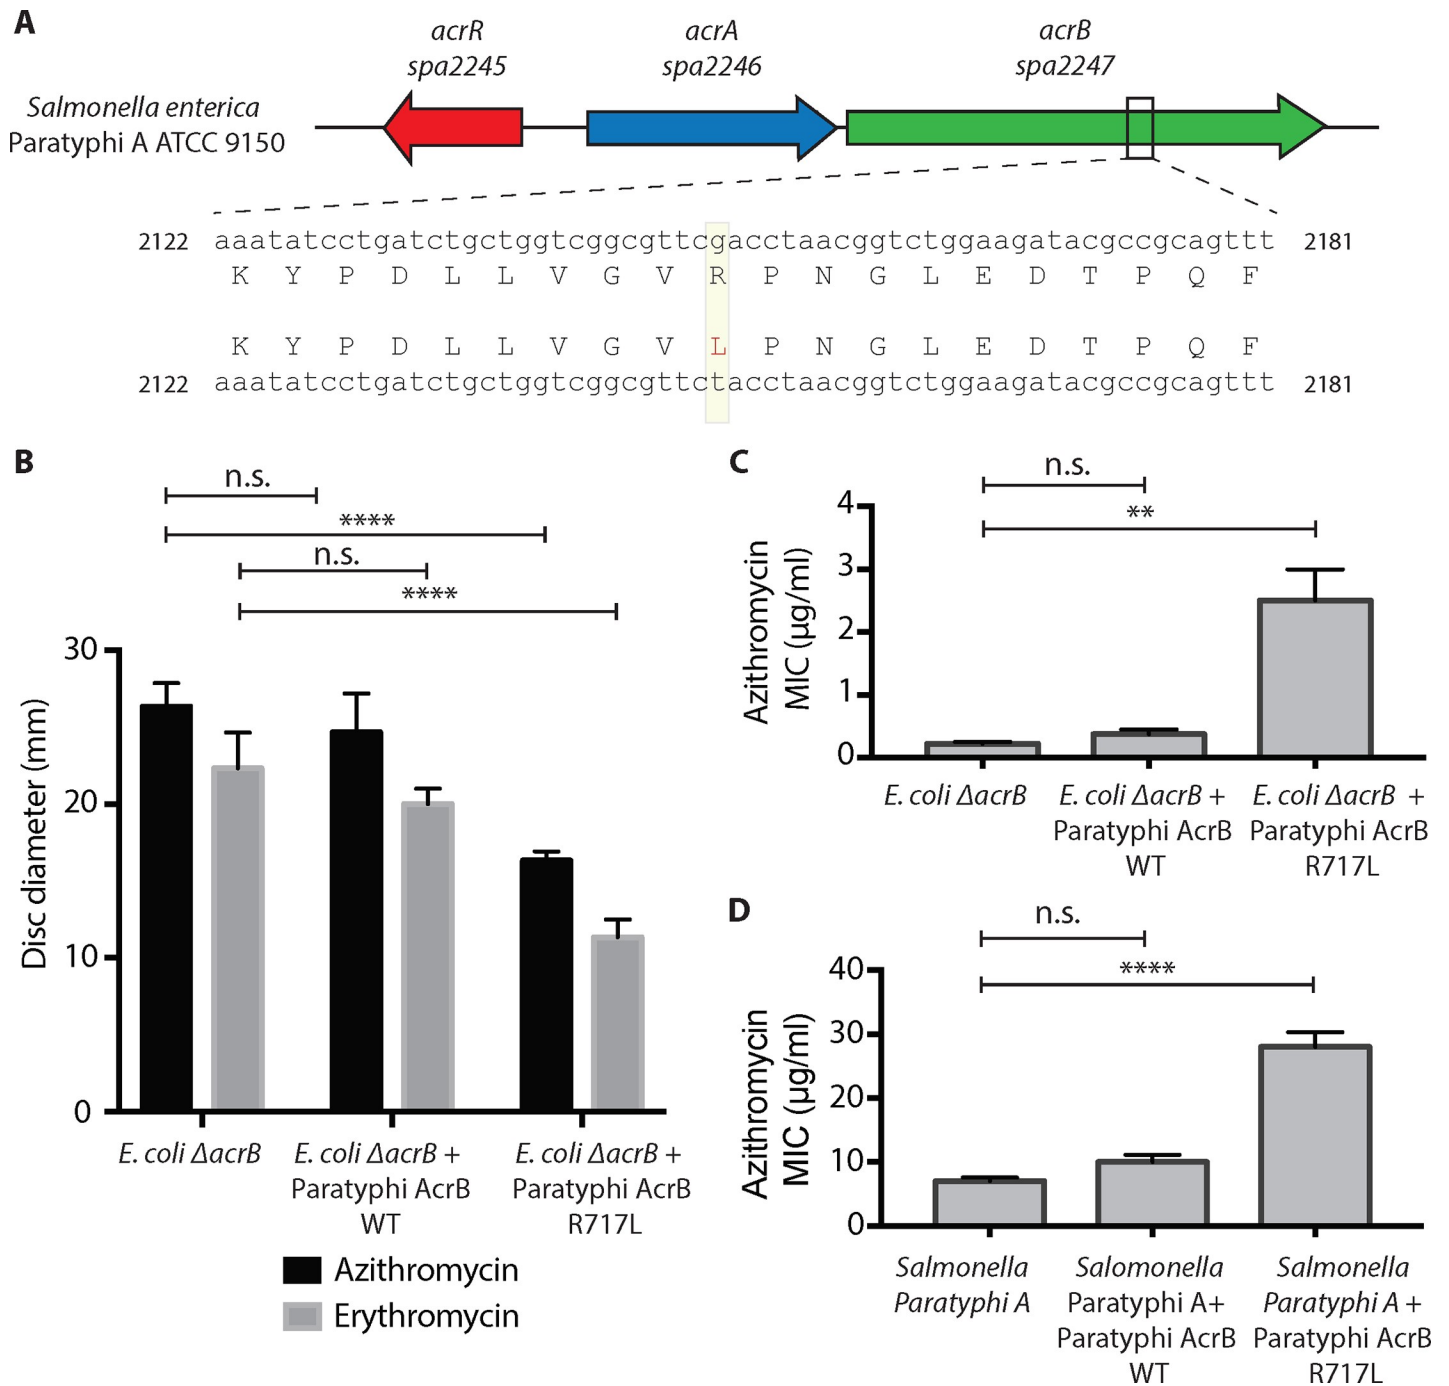 A
acrR
spa2245
acrA
spa2246
acrB
spa2247
Salmonella enterica
Paratyphi A ATCC 9150
2122 aaatatcctgatctgctggtcggcgttcgacctaacggtctggaagatacgccgcagttt 2181
K Y P D L L V G V R P N G L E D T P Q F
K Y P D L L V G V L P N G L E D T P Q F
2122 aaatatcctgatctgctggtcggcgttctacctaacggtctggaagatacgccgcagttt 2181
B
n.s.
****
n.s.
****
Disc diameter (mm)
30
20
10
0
E. coli ΔacrB
E. coli ΔacrB +
Paratyphi AcrB
WT
E. coli ΔacrB +
Paratyphi AcrB
R717L
Azithromycin
Erythromycin
C
n.s.
**
Azithromycin
MIC (μg/ml)
4
3
2
1
0
E. coli ΔacrB
E. coli ΔacrB +
Paratyphi AcrB
WT
E. coli ΔacrB +
Paratyphi AcrB
R717L
D
n.s.
****
Azithromycin
MIC (μg/ml)
40
30
20
10
0
Salmonella
Paratyphi A
Salomonella
Paratyphi A+
Paratyphi AcrB
WT
Salmonella
Paratyphi A +
Paratyphi AcrB
R717L